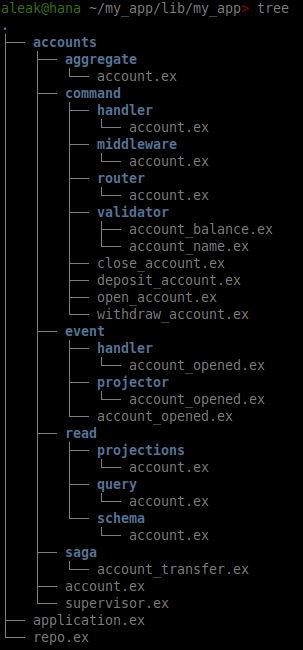 aleak@hana ~/my_app/lib/my_app> tree
.
├── accounts
│   ├── aggregate
│   │   └── account.ex
│   ├── command
│   │   ├── handler
│   │   │   └── account.ex
│   │   ├── middleware
│   │   │   └── account.ex
│   │   ├── router
│   │   │   └── account.ex
│   │   ├── validator
│   │   │   ├── account_balance.ex
│   │   │   └── account_name.ex
│   │   ├── close_account.ex
│   │   ├── deposit_account.ex
│   │   ├── open_account.ex
│   │   └── withdraw_account.ex
│   ├── event
│   │   ├── handler
│   │   │   └── account_opened.ex
│   │   ├── projector
│   │   │   └── account_opened.ex
│   │   └── account_opened.ex
│   ├── read
│   │   ├── projections
│   │   │   └── account.ex
│   │   ├── query
│   │   │   └── account.ex
│   │   └── schema
│   │       └── account.ex
│   ├── saga
│   │   └── account_transfer.ex
│   ├── account.ex
│   └── supervisor.ex
├── application.ex
└── repo.ex